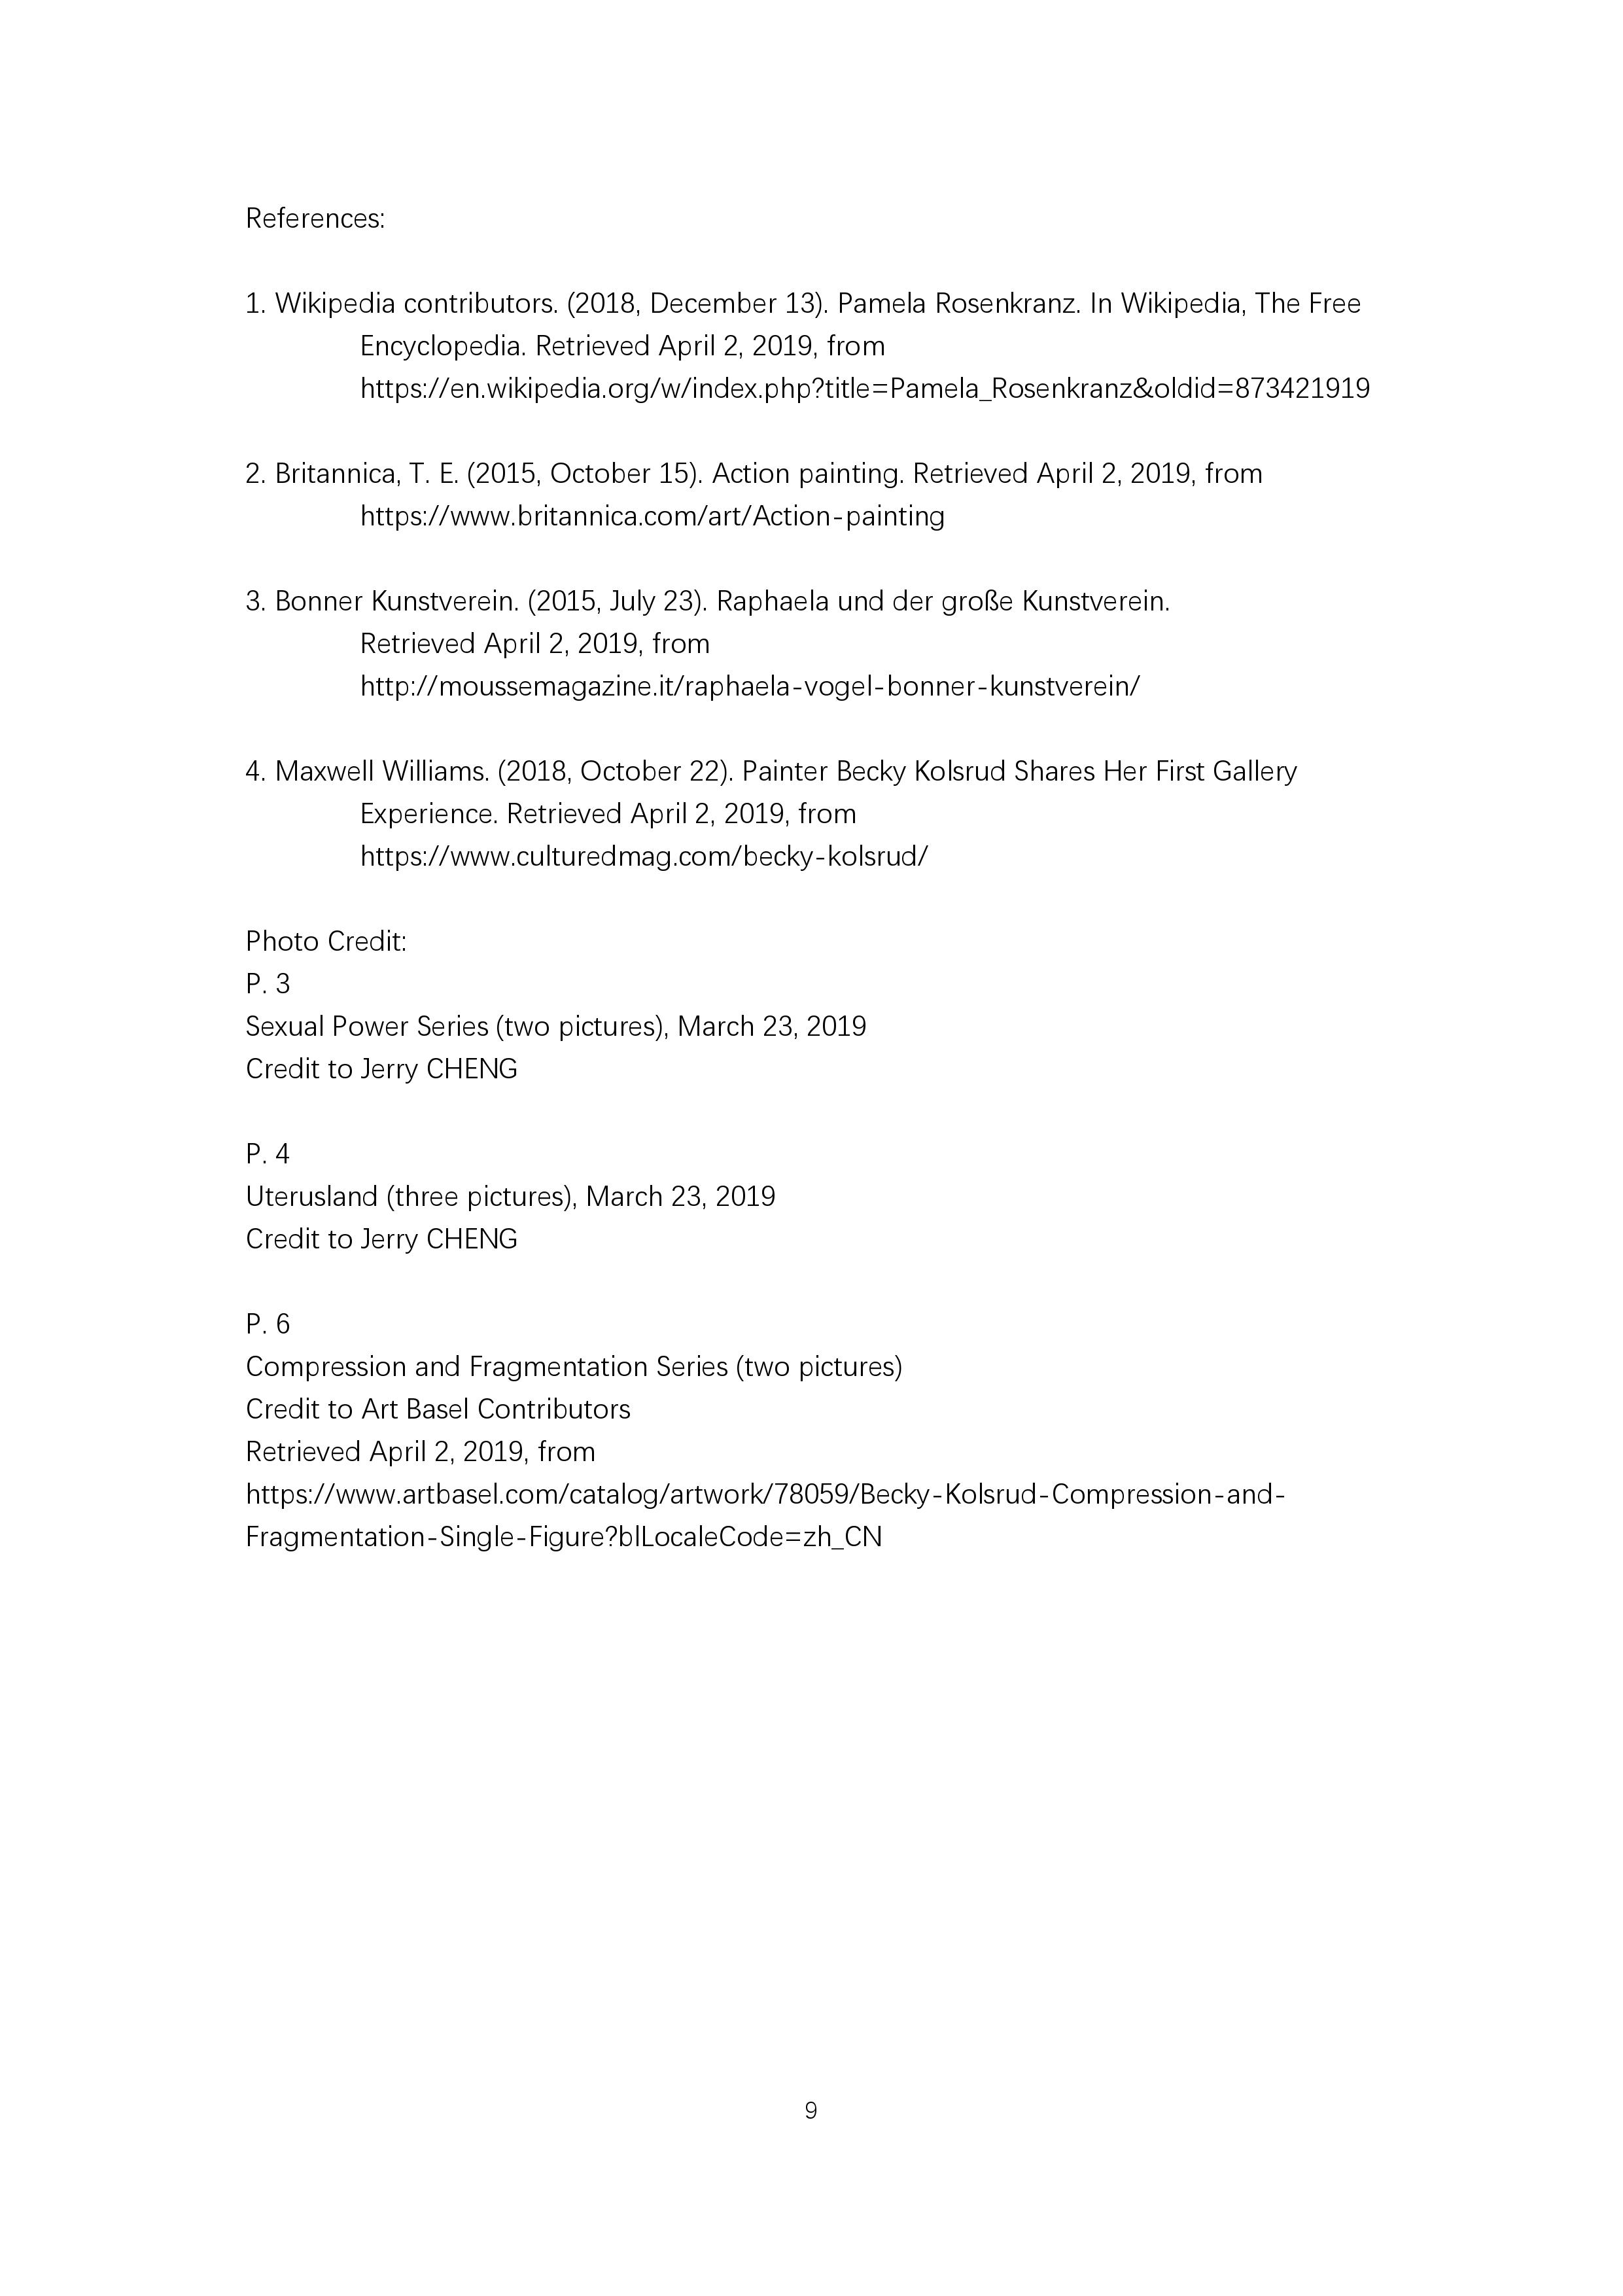 References:
1. Wikipedia contributors. (2018, December 13). Pamela Rosenkranz. In Wikipedia, The Free
Encyclopedia. Retrieved April 2, 2019, from
https://en.wikipedia.org/w/index.php?title=Pamela_Rosenkranz&oldid=873421919
2. Britannica, T. E. (2015, October 15). Action painting. Retrieved April 2, 2019, from
https://www.britannica.com/art/Action-painting
3. Bonner Kunstverein. (2015, July 23). Raphaela und der große Kunstverein.
Retrieved April 2, 2019, from
http://moussemagazine.it/raphaela-vogel-bonner-kunstverein/
4. Maxwell Williams. (2018, October 22). Painter Becky Kolsrud Shares Her First Gallery
Experience. Retrieved April 2, 2019, from
https://www.culturedmag.com/becky-kolsrud/
Photo Credit:
P. 3
Sexual Power Series (two pictures), March 23, 2019
Credit to Jerry CHENG
P. 4
Uterusland (three pictures), March 23, 2019
Credit to Jerry CHENG
P. 6
Compression and Fragmentation Series (two pictures)
Credit to Art Basel Contributors
Retrieved April 2, 2019, from
https://www.artbasel.com/catalog/artwork/78059/Becky-Kolsrud-Compression-and-
Fragmentation-Single-Figure?blLocaleCode=zh_CN
9